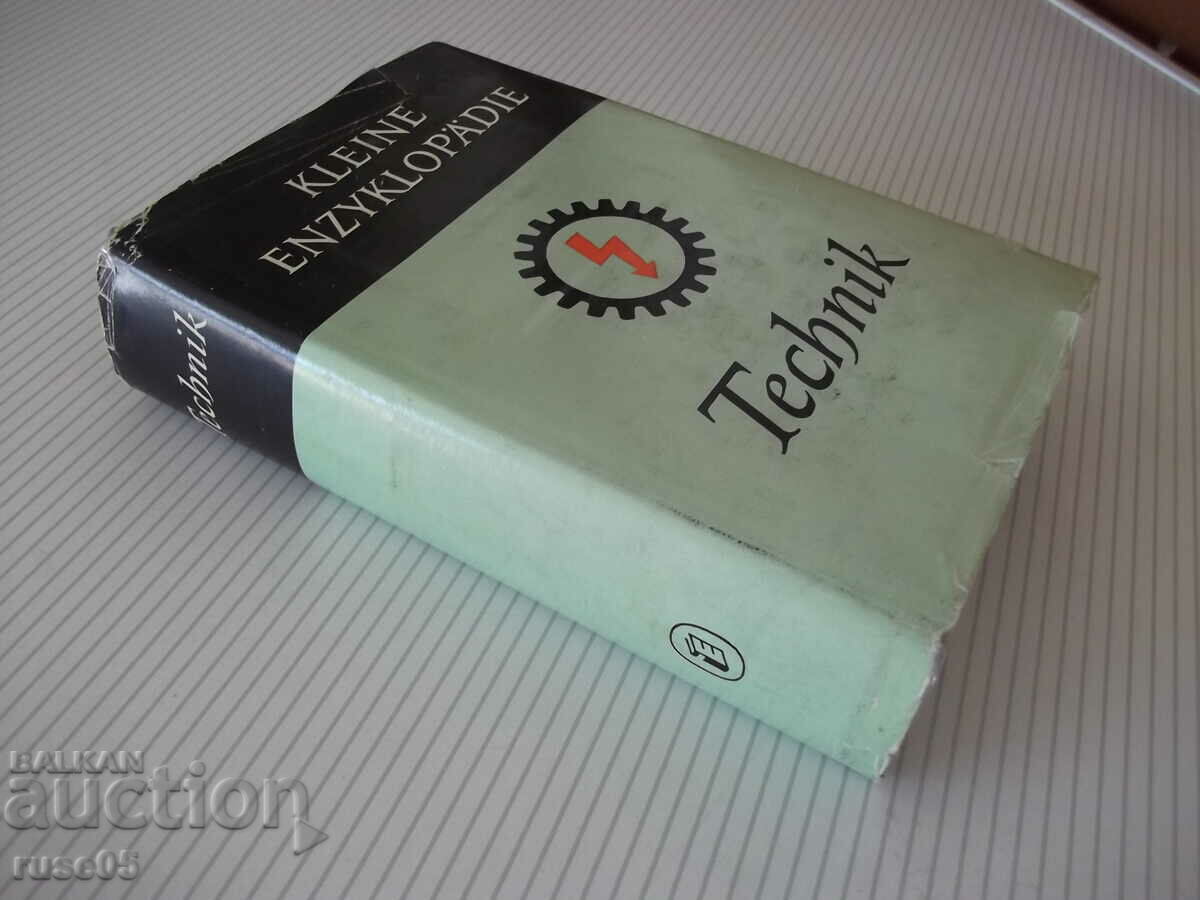 KLEINE
ENZYKLOPÄDIE
Technik
Technik
E
BALKAN
auction
ruse05